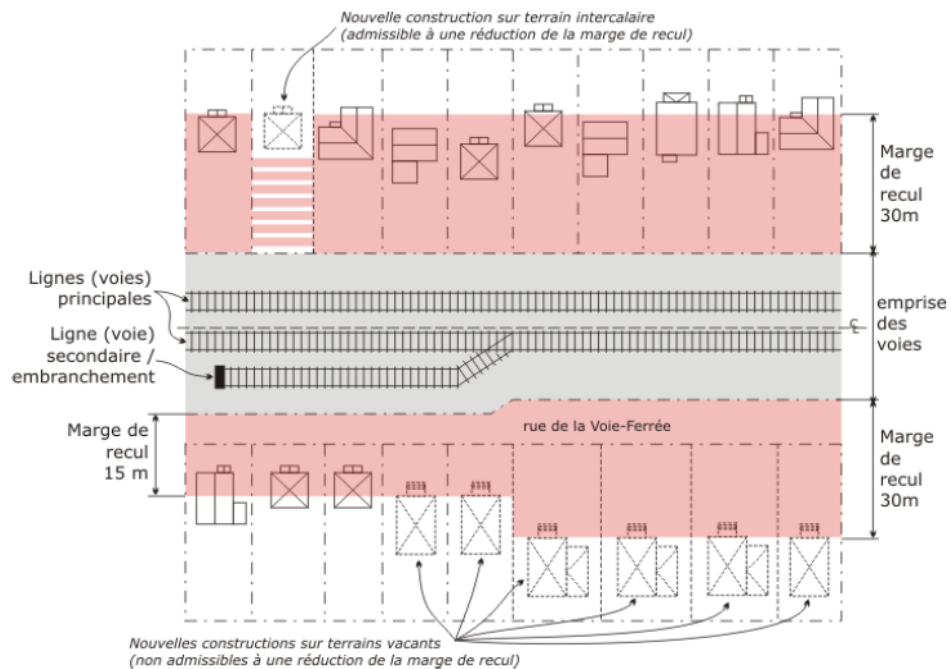 Nouvelle construction sur terrain intercalaire
(admissible à une réduction de la marge de recul)
Marge
de
recul
30m
Lignes (voies)
principales
Ligne (voie)
secondaire /
embranchement
emprise
des
voies
℄
Marge de
recul
15 m
rue de la Voie-Ferrée
Marge
de
recul
30m
Nouvelles constructions sur terrains vacants
(non admissibles à une réduction de la marge de recul)